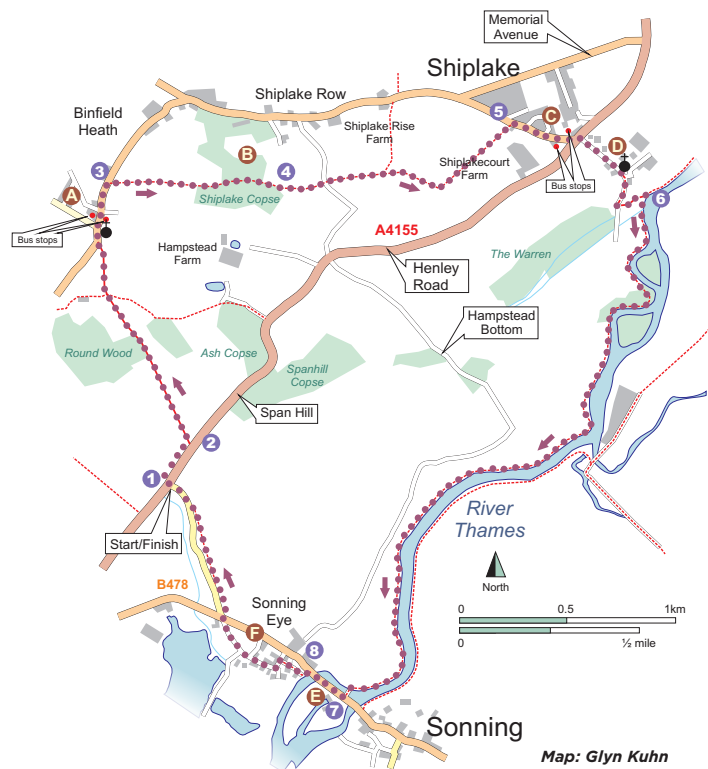 Memorial
Avenue
Shiplake
Shiplake Row
Binfield
Heath
5
C
Shiplake Rise
Farm
B
D
3
4
Shiplakecourt
Farm
A
Shiplake Copse
Bus stops
6
Bus stops
A4155
The Warren
Hampstead
Farm
Henley
Road
Hampstead
Bottom
Round Wood
Ash Copse
Spanhill
Copse
Span Hill
2
1
River
Thames
Start/Finish
North
B478
Sonning
Eye
0
0.5
1km
F
8
0
½ mile
E
7
Sonning
Map: Glyn Kuhn